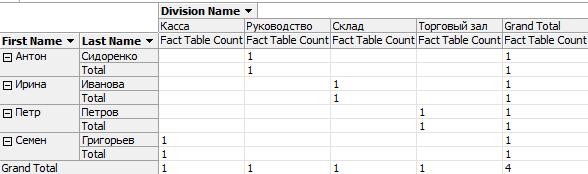 Division Name
Касса Руководство Склад Торговый зал Grand Total
First Name Last Name Fact Table Count Fact Table Count Fact Table Count Fact Table Count Fact Table Count
Антон Сидоренко 1 1
Total 1 1
Ирина Иванова 1 1
Total 1 1
Петр Петров 1 1
Total 1 1
Семен Григорьев 1 1
Total 1 1
Grand Total 1 1 1 1 4